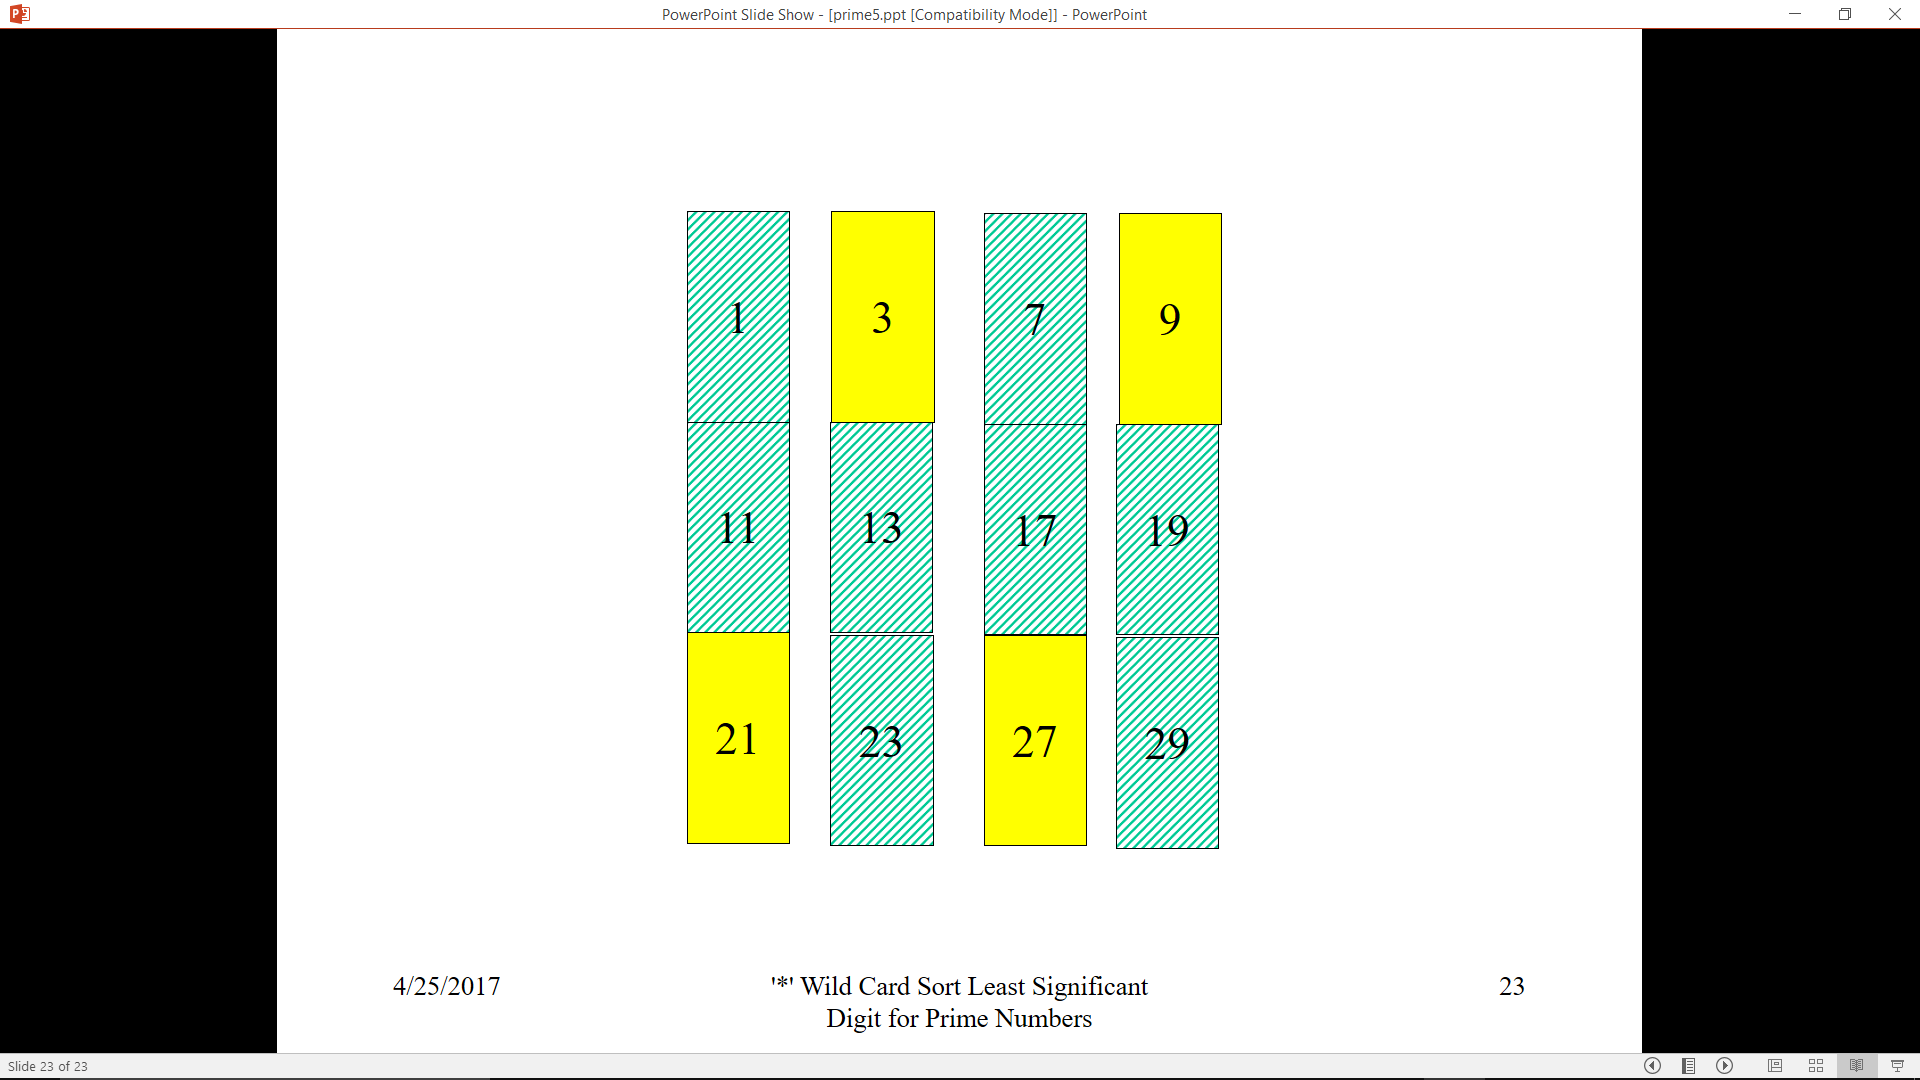 PowerPoint Slide Show - [prime5.ppt [Compatibility Mode]] - PowerPoint
1 3 7 9
11 13 17 19
21 23 27 29
4/25/2017
'*' Wild Card Sort Least Significant
Digit for Prime Numbers
23
Slide 23 of 23